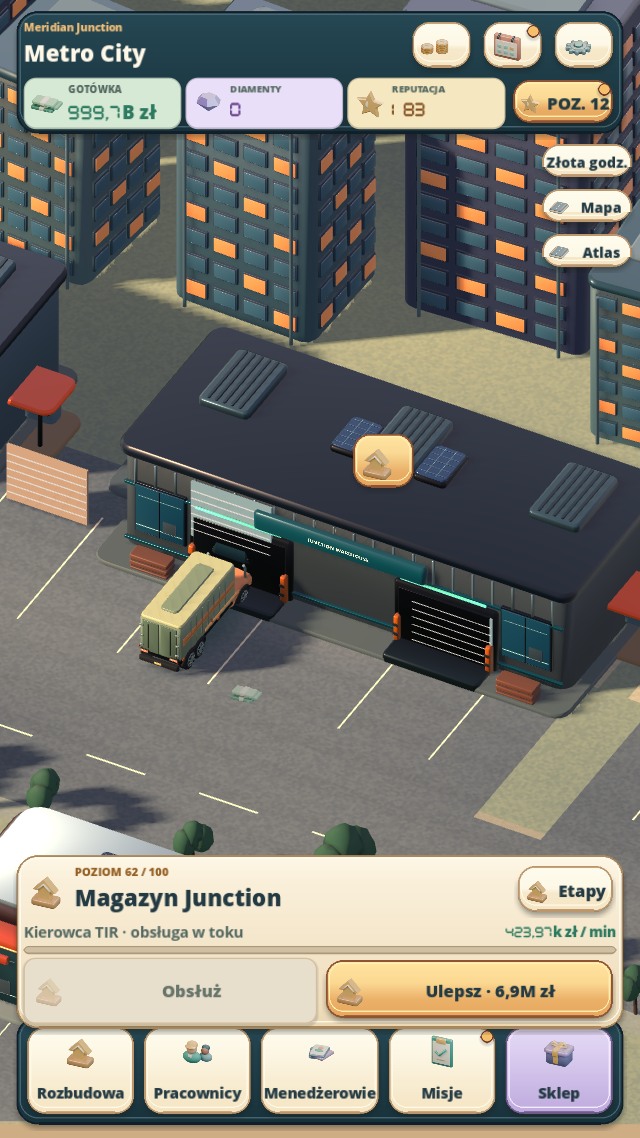 Meridian Junction
Metro City
GOTÓWKA
999,7B zł
DIAMENTY
0
REPUTACJA
183
POZ. 12
Złota godz.
Mapa
Atlas
JUNCTION WAREHOUSE
POZIOM 62 / 100
Magazyn Junction
Etapy
Kierowca TIR · obsługa w toku
423,97k zł / min
Obsłuż
Ulepsz · 6,9M zł
Rozbudowa
Pracownicy
Menedżerowie
Misje
Sklep